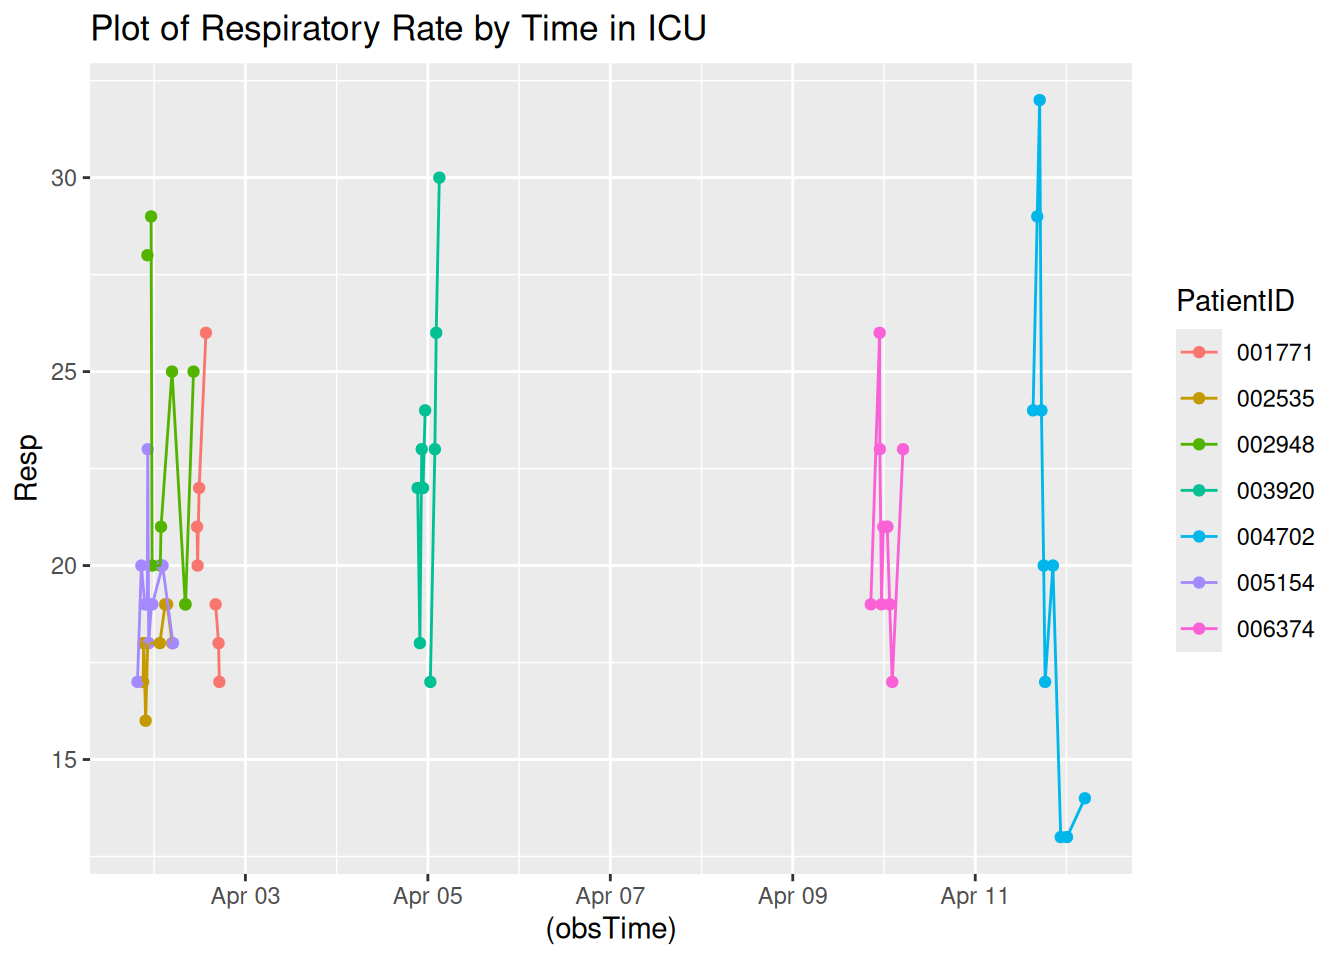 Plot of Respiratory Rate by Time in ICU
Resp
30
25
20
15
Apr 03 Apr 05 Apr 07 Apr 09 Apr 11
(obsTime)
PatientID
001771
002535
002948
003920
004702
005154
006374